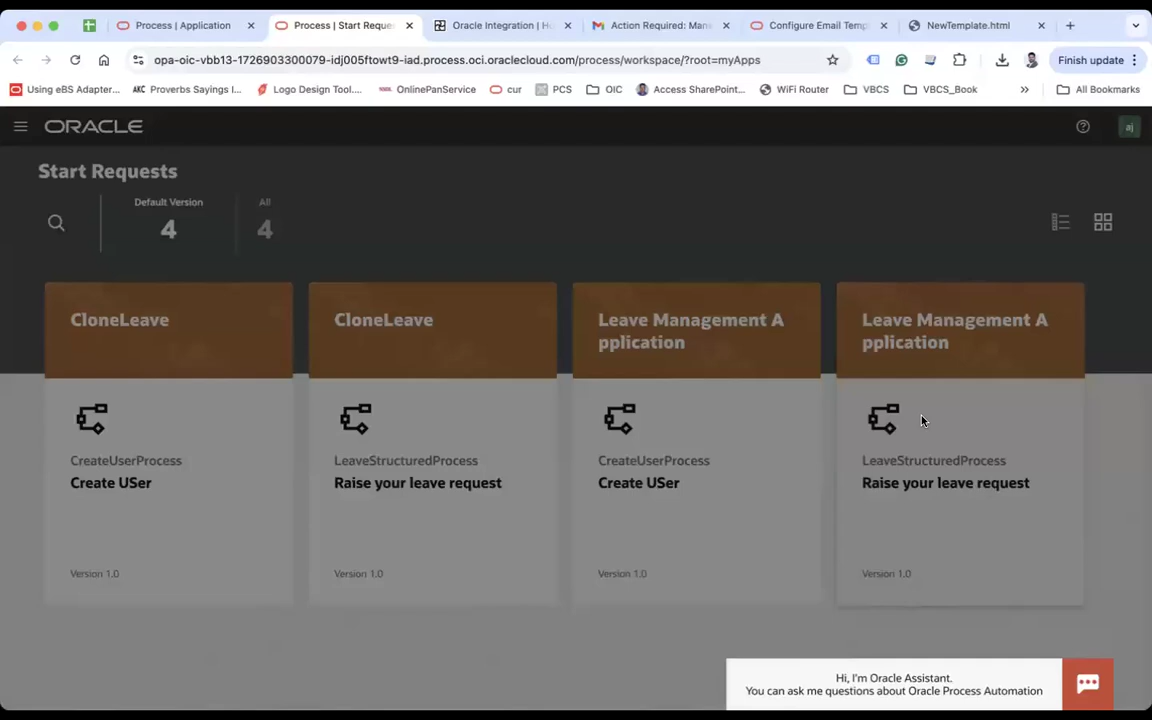 Process | Application
Process | Start Reque
Oracle Integration | Ho
Action Required: Mana
Configure Email Temp
NewTemplate.html
opa-oic-vbb13-1726903300079-idj005ftowt9-iad.process.oci.oraclecloud.com/process/workspace/?root=myApps
Finish update
Using eBS Adapter...
AKC
Proverbs Sayings I...
Logo Design Tool....
OnlinePanService
cur
PCS
OIC
Access SharePoint...
WiFi Router
VBCS
VBCS_Book
»
All Bookmarks
ORACLE
aj
Start Requests
Default Version
4
All
4
CloneLeave
CreateUserProcess
Create USer
Version 1.0
CloneLeave
LeaveStructuredProcess
Raise your leave request
Version 1.0
Leave Management A
pplication
CreateUserProcess
Create USer
Version 1.0
Leave Management A
pplication
LeaveStructuredProcess
Raise your leave request
Version 1.0
Hi, I'm Oracle Assistant.
You can ask me questions about Oracle Process Automation